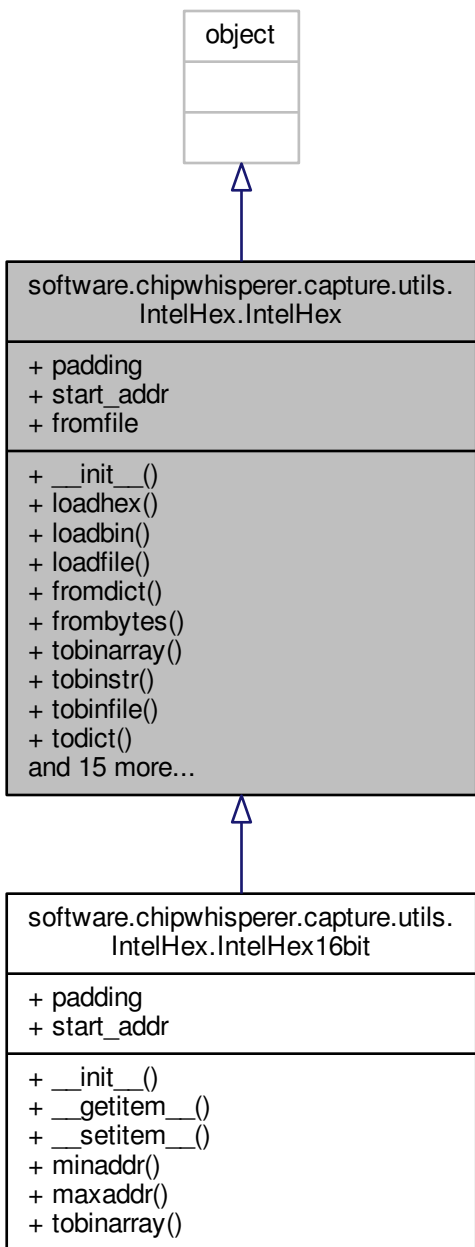 object
software.chipwhisperer.capture.utils.
IntelHex.IntelHex
+ padding
+ start_addr
+ fromfile
+ __init__()
+ loadhex()
+ loadbin()
+ loadfile()
+ fromdict()
+ frombytes()
+ tobinarray()
+ tobinstr()
+ tobinfile()
+ todict()
and 15 more...
software.chipwhisperer.capture.utils.
IntelHex.IntelHex16bit
+ padding
+ start_addr
+ __init__()
+ __getitem__()
+ __setitem__()
+ minaddr()
+ maxaddr()
+ tobinarray()